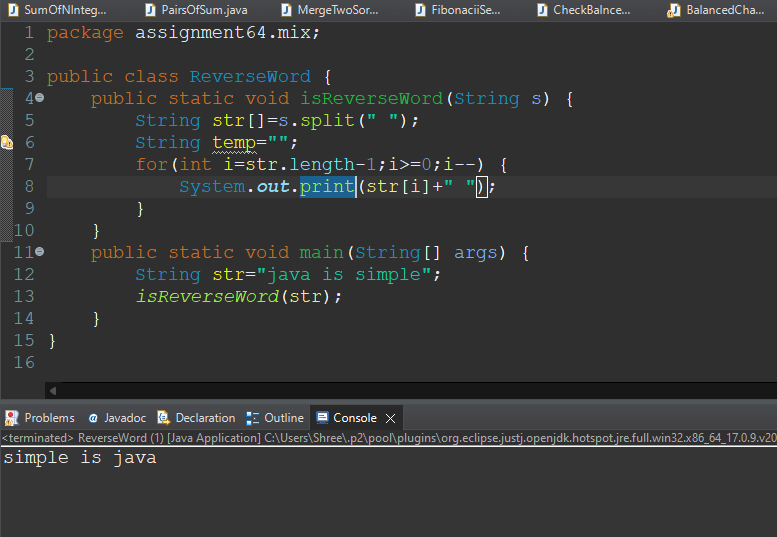 SumOfNInteg... PairsOfSum.java MergeTwoSor... FibonaciiSe... CheckBalnce... BalancedCha...
1 package assignment64.mix;
2
3 public class ReverseWord {
4 public static void isReverseWord(String s) {
5 String str[]=s.split(" ");
6 String temp="";
7 for(int i=str.length-1;i>=0;i--) {
8 System.out.print(str[i]+" ");
9 }
10 }
11 public static void main(String[] args) {
12 String str="java is simple";
13 isReverseWord(str);
14 }
15 }
16
Problems Javadoc Declaration Outline Console
<terminated> ReverseWord (1) [Java Application] C:\Users\Shree\.p2\pool\plugins\org.eclipse.justj.openjdk.hotspot.jre.full.win32.x86_64_17.0.9.v20
simple is java